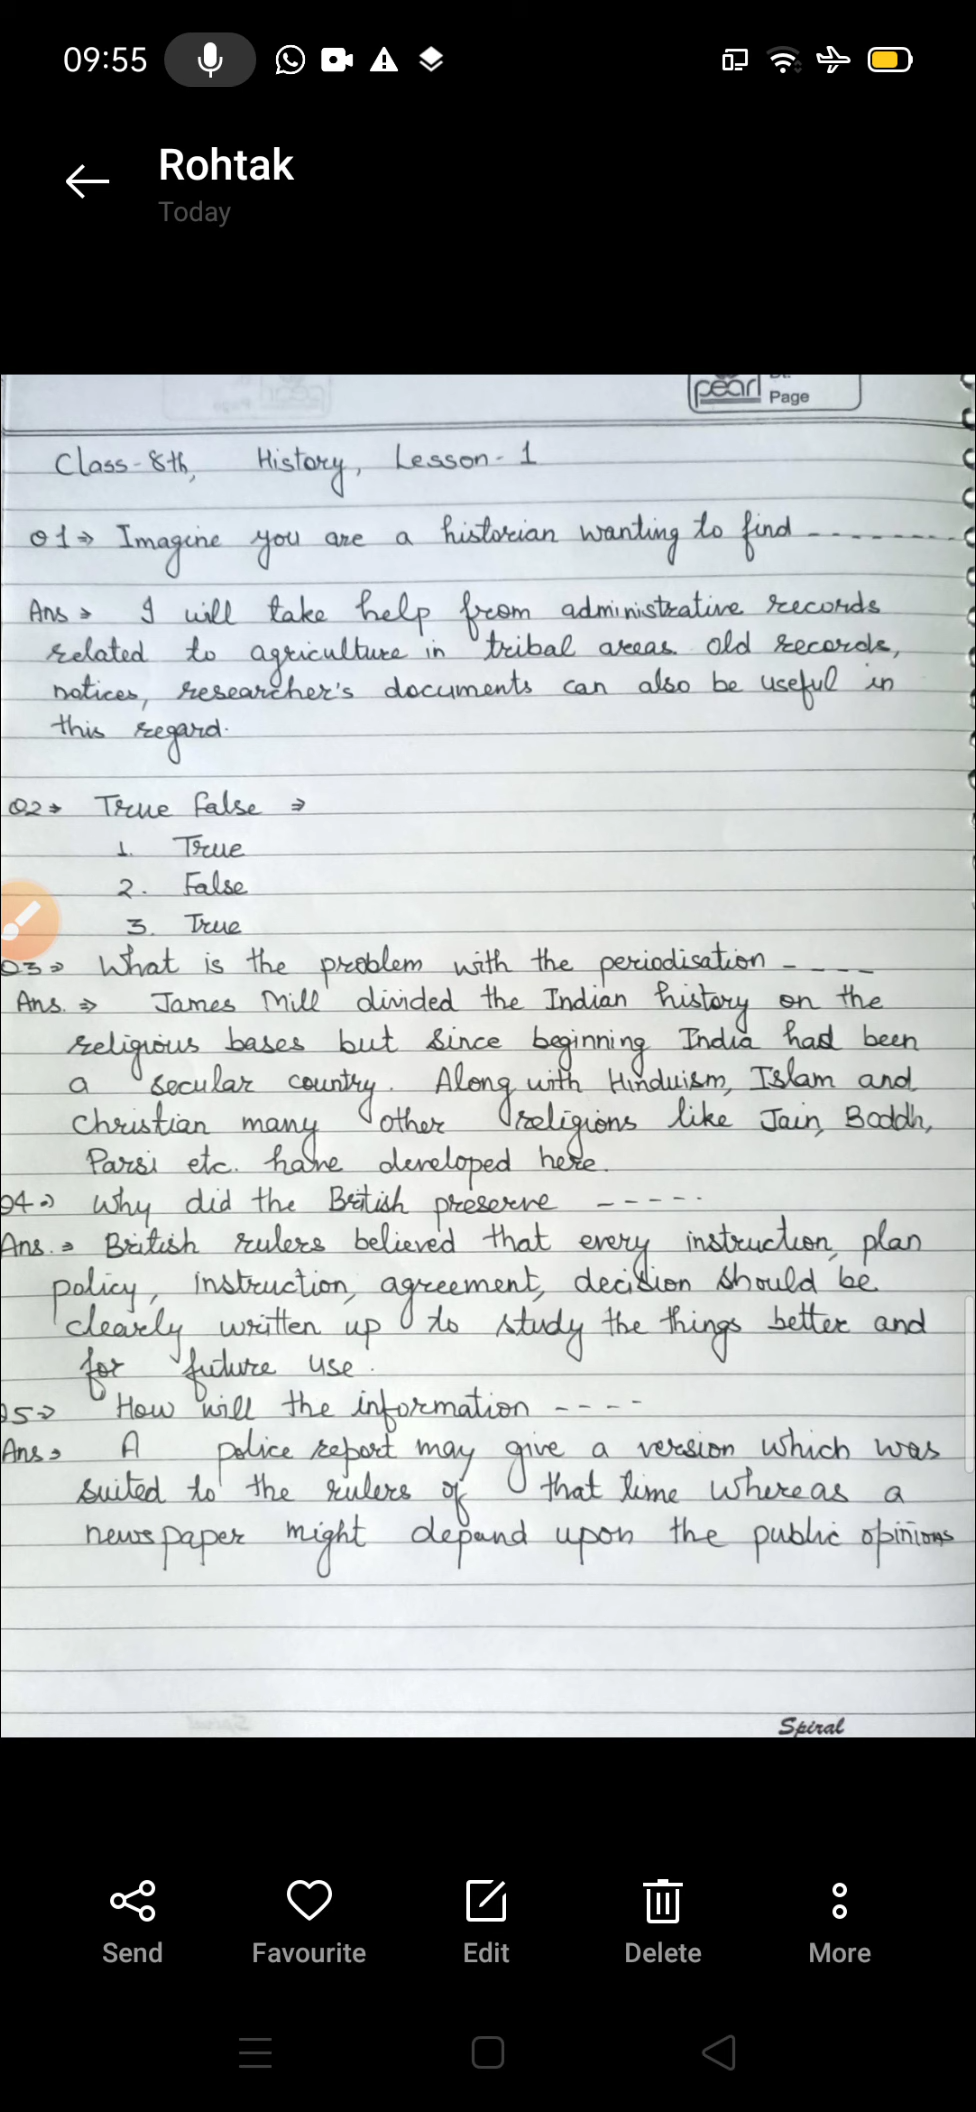 09:55
Rohtak
Today
pearl Page
Class-8th, History, Lesson-1
Q1⇒ Imagine you are a historian wanting to find ---------
Ans ⇒ I will take help from administrative records
related to agriculture in tribal areas. Old records,
notices, researcher's documents can also be useful in
this regard.
Q2⇒ True false ⇒
1. True
2. False
3. True
Q3⇒ What is the problem with the periodisation -----
Ans. ⇒ James Mill divided the Indian history on the
religious bases but since beginning India had been
a secular country. Along with Hinduism, Islam and
Christian many other religions like Jain, Boddh,
Parsi etc. have developed here.
Q4⇒ Why did the British preserve ------
Ans.⇒ British rulers believed that every instruction, plan
policy, instruction, agreement, decision should be
clearly written up to study the things better and
for future use.
Q5⇒ How will the information ----
Ans⇒ A police report may give a version which was
suited to the rulers of that time whereas a
newspaper might depand upon the public opinions
Spiral
Send Favourite Edit Delete More